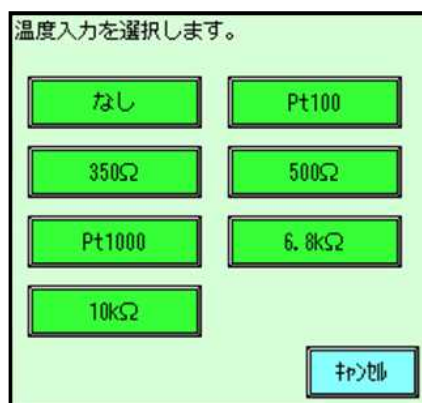 温度入力を選択します。
なし
Pt100
350Ω
500Ω
Pt1000
6.8kΩ
10kΩ
ｷｬﾝｾﾙ